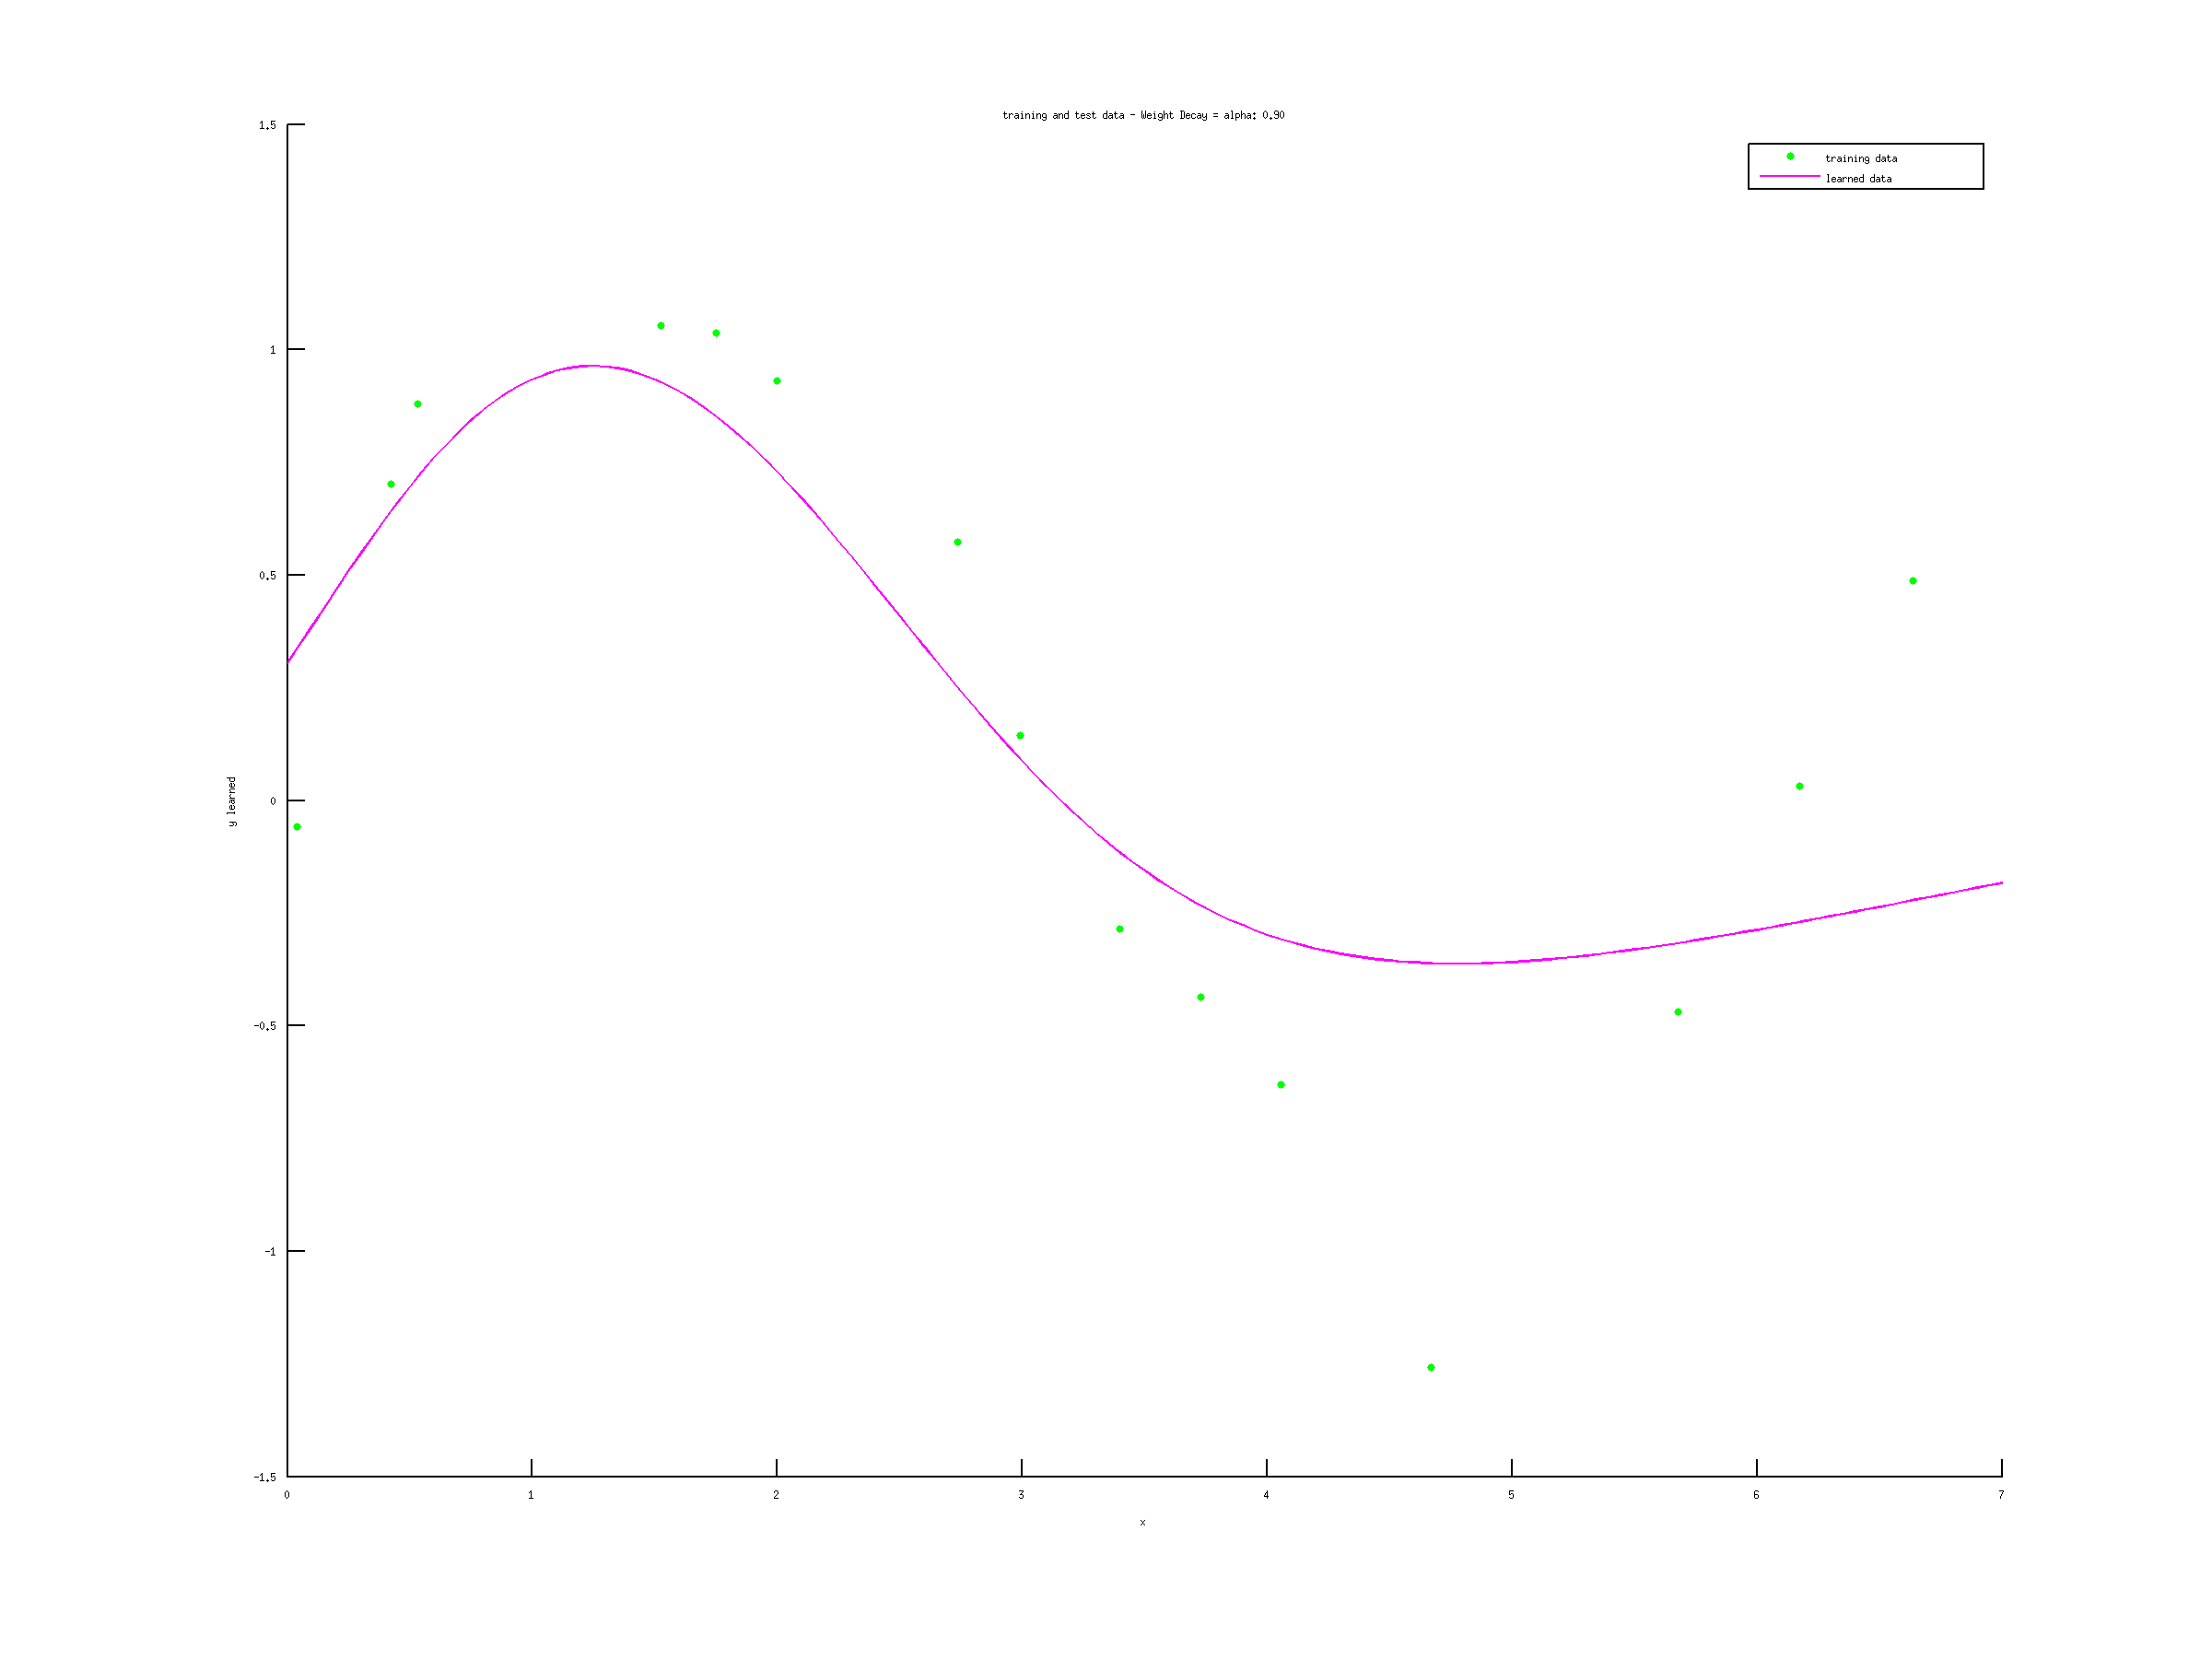 training and test data - Weight Decay = alpha: 0.90
training data
learned data
1.5
1
0.5
0
-0.5
-1
-1.5
y learned
0 1 2 3 4 5 6 7
x